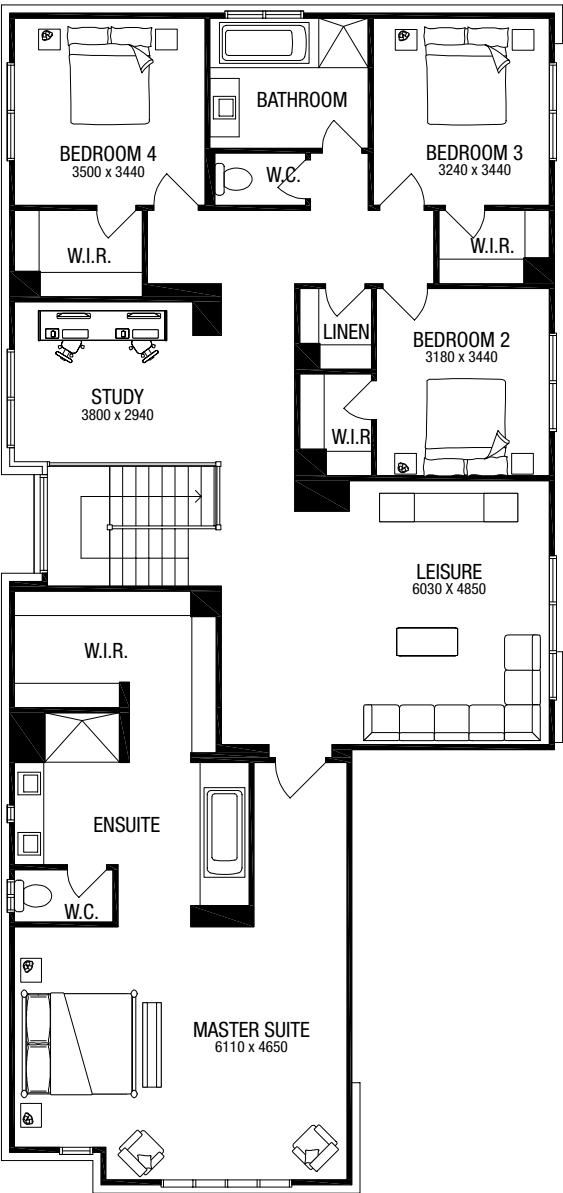 BATHROOM
BEDROOM 4
3500 x 3440
BEDROOM 3
3240 x 3440
W.C.
W.I.R.
W.I.R.
LINEN
BEDROOM 2
3180 x 3440
STUDY
3800 x 2940
W.I.R
LEISURE
6030 X 4850
W.I.R.
ENSUITE
W.C.
MASTER SUITE
6110 x 4650